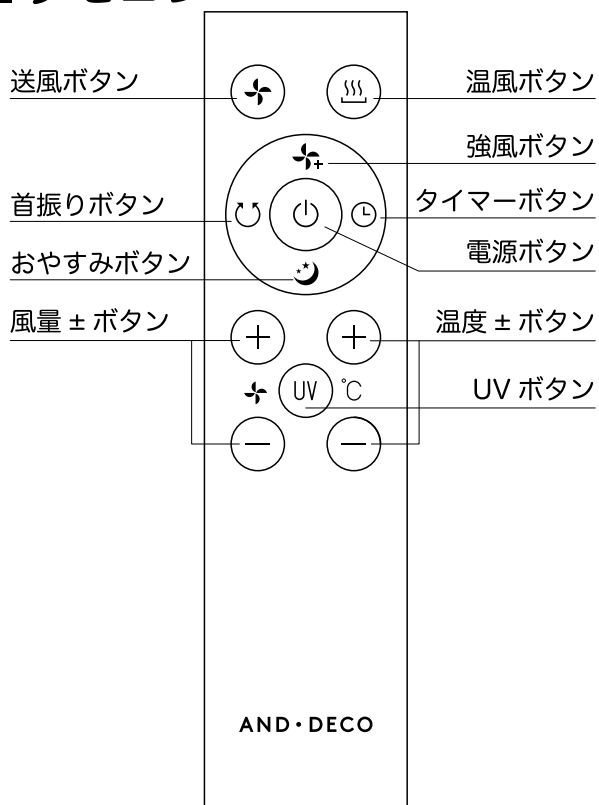 送風ボタン
温風ボタン
強風ボタン
首振りボタン
タイマーボタン
電源ボタン
おやすみボタン
風量 ± ボタン
温度 ± ボタン
UV
℃
UV ボタン
AND・DECO